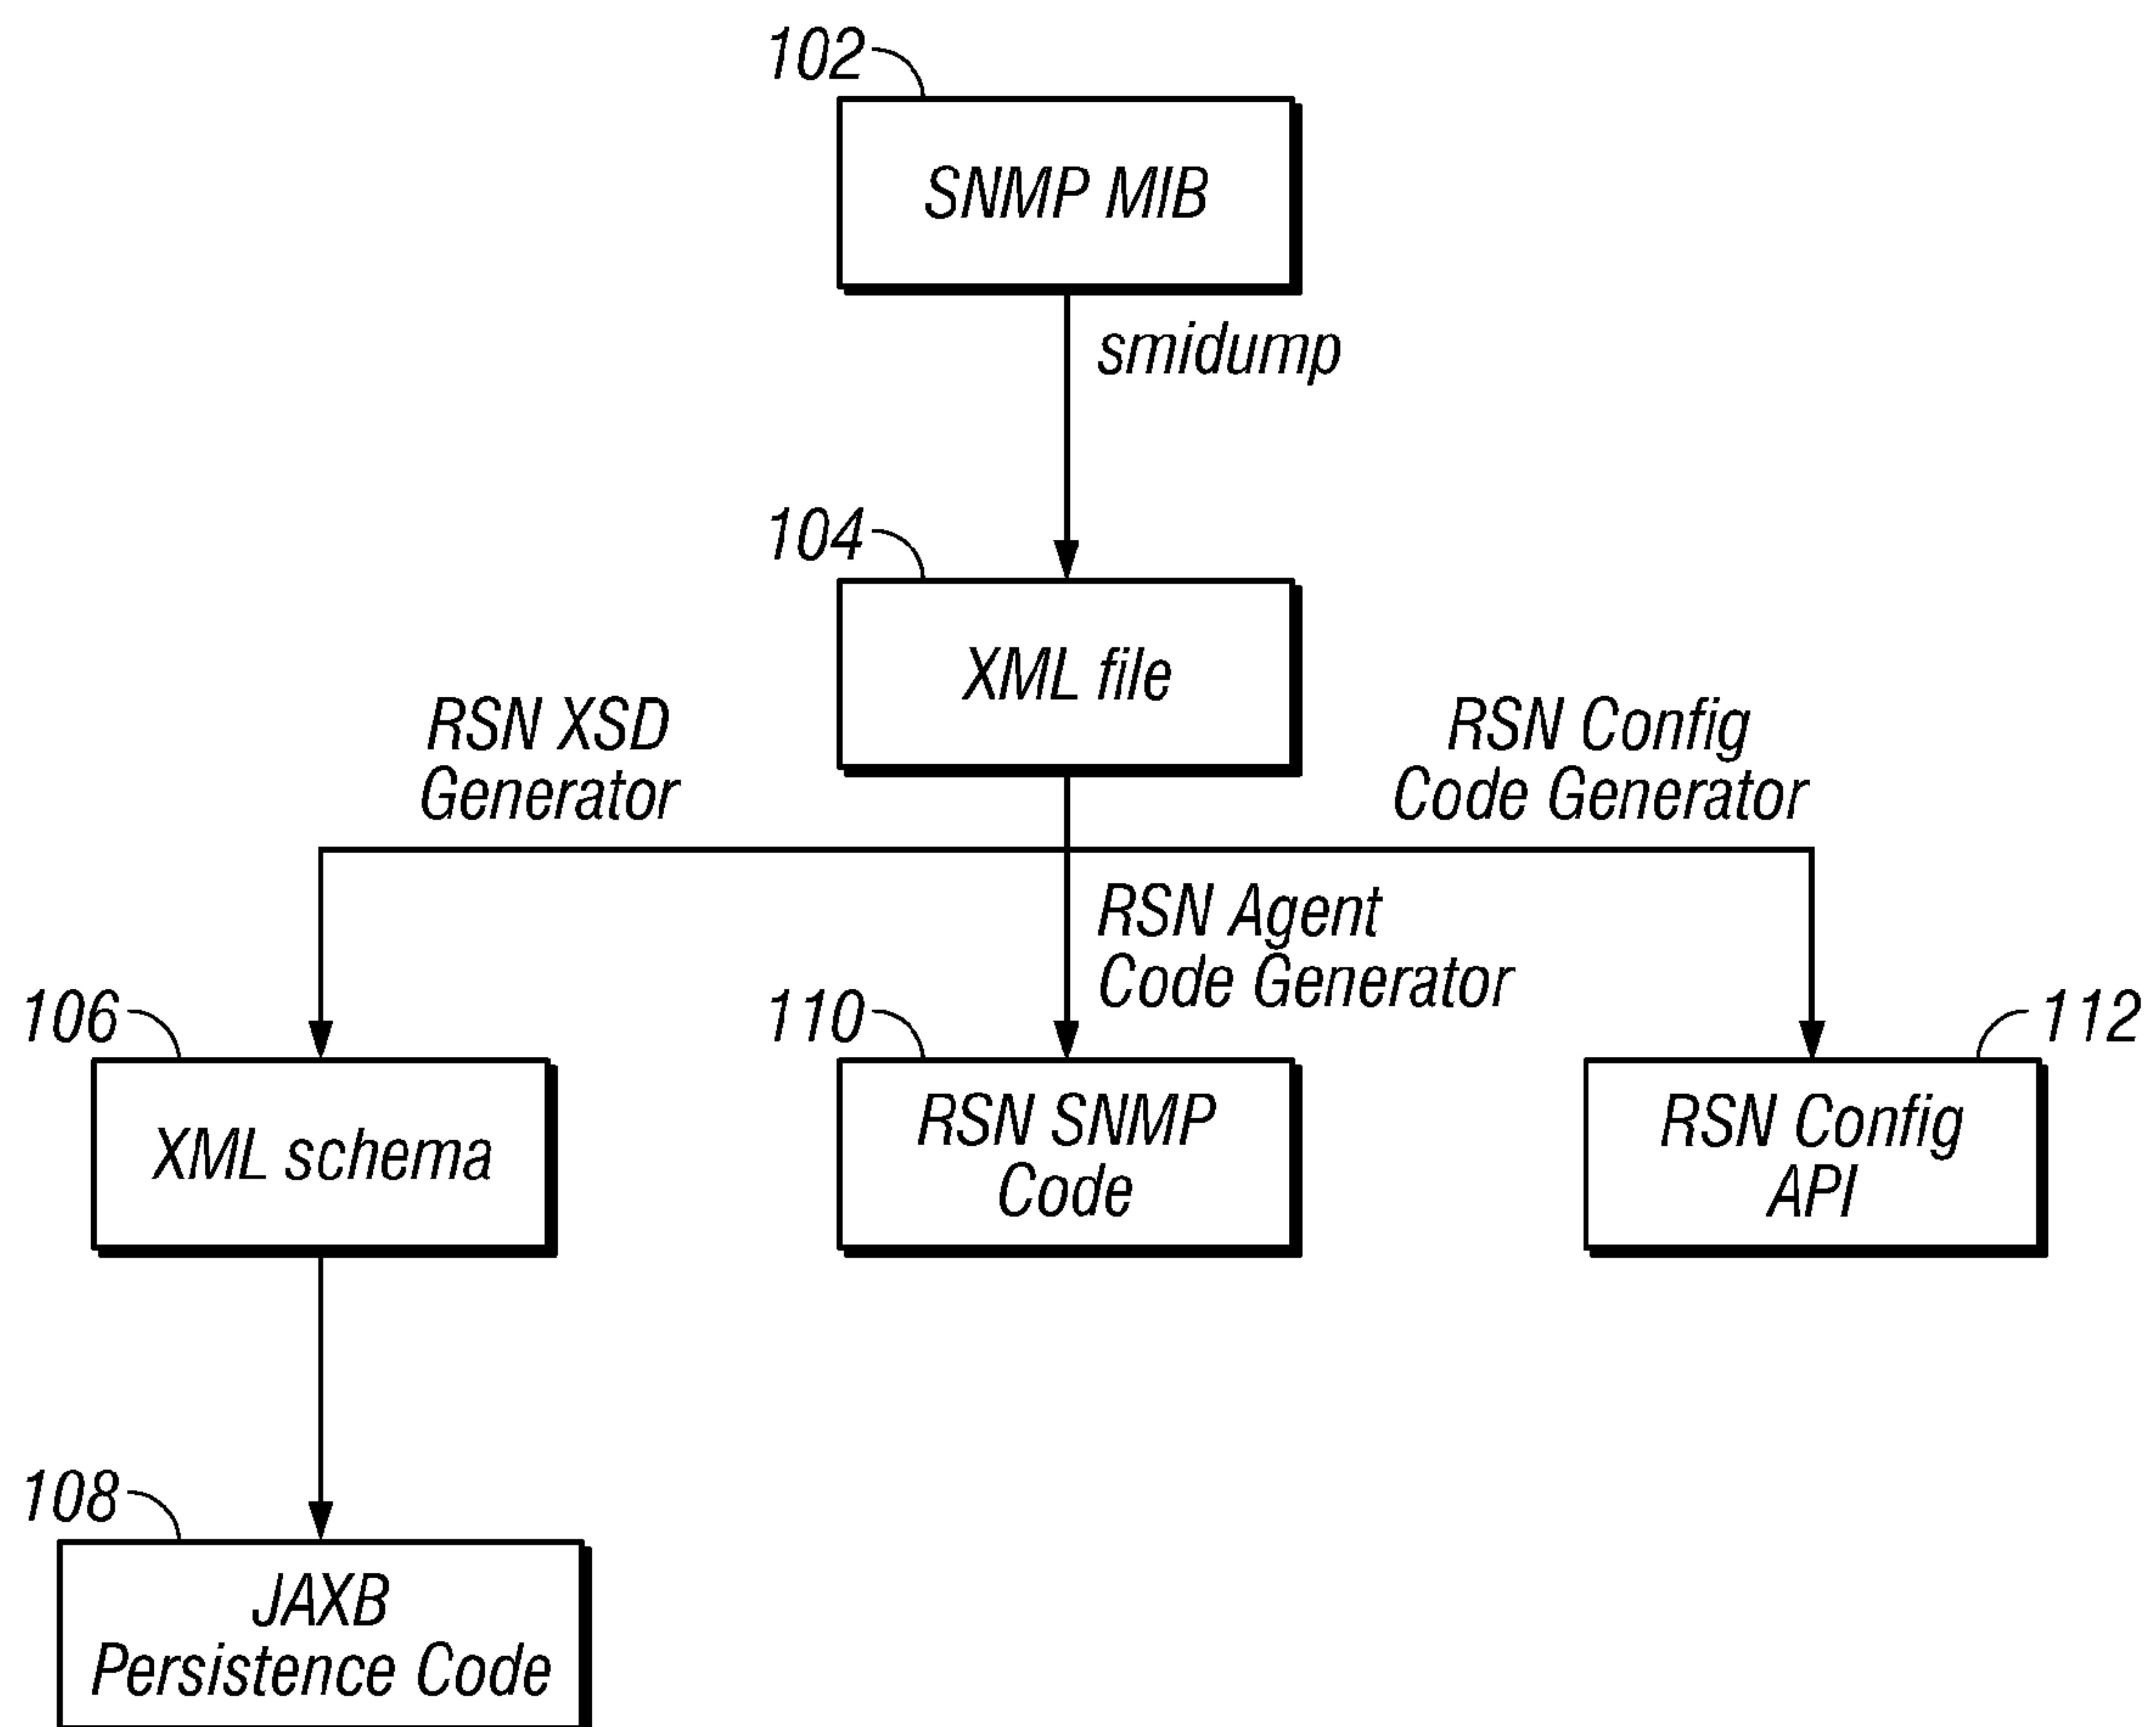 102
SNMP MIB
smidump
104
XML file
RSN XSD
Generator
RSN Config
Code Generator
RSN Agent
Code Generator
106
XML schema
110
RSN SNMP
Code
112
RSN Config
API
108
JAXB
Persistence Code